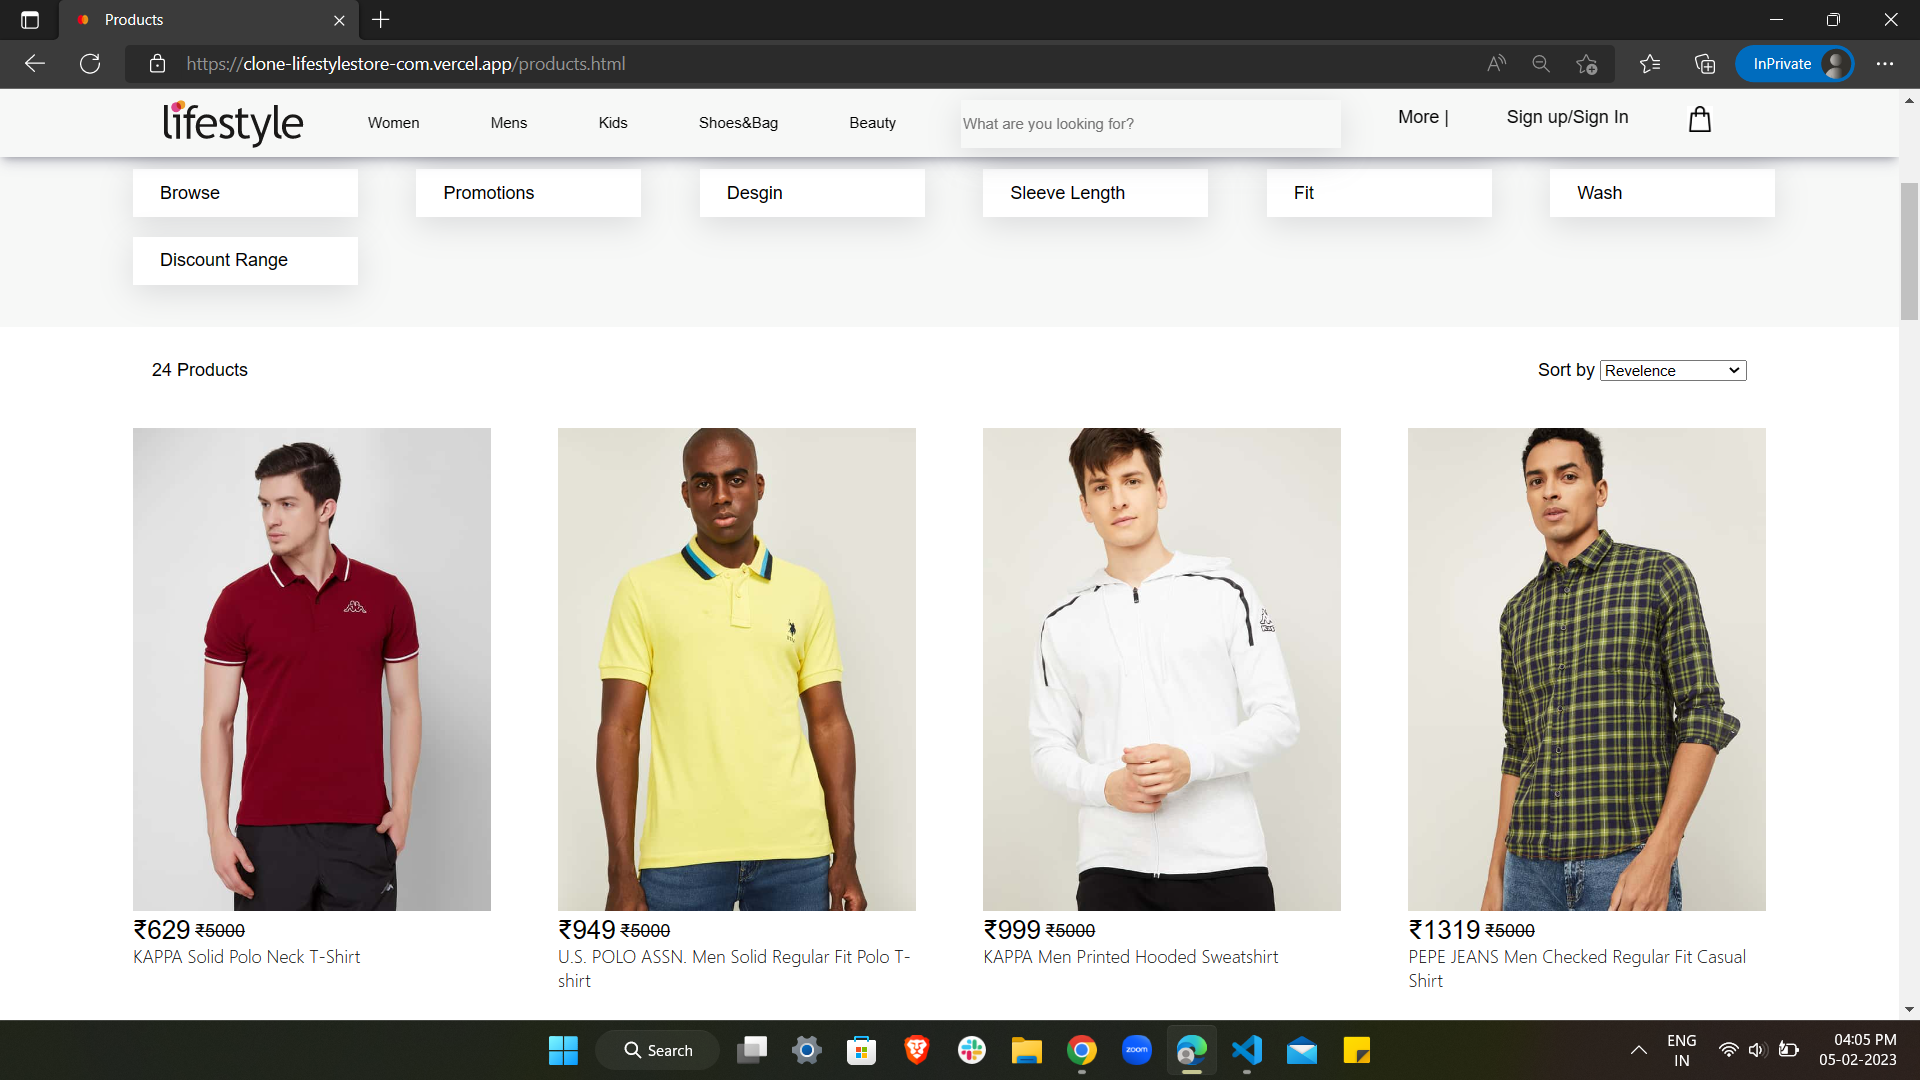 Products
https://clone-lifestylestore-com.vercel.app/products.html
InPrivate
lifestyle
Women
Mens
Kids
Shoes&Bag
Beauty
What are you looking for?
More |
Sign up/Sign In
Browse
Promotions
Desgin
Sleeve Length
Fit
Wash
Discount Range
24 Products
Sort by Revelence
₹629 ₹5000
KAPPA Solid Polo Neck T-Shirt
₹949 ₹5000
U.S. POLO ASSN. Men Solid Regular Fit Polo T-
shirt
₹999 ₹5000
KAPPA Men Printed Hooded Sweatshirt
₹1319 ₹5000
PEPE JEANS Men Checked Regular Fit Casual
Shirt
Search
zoom
ENG
IN
04:05 PM
05-02-2023